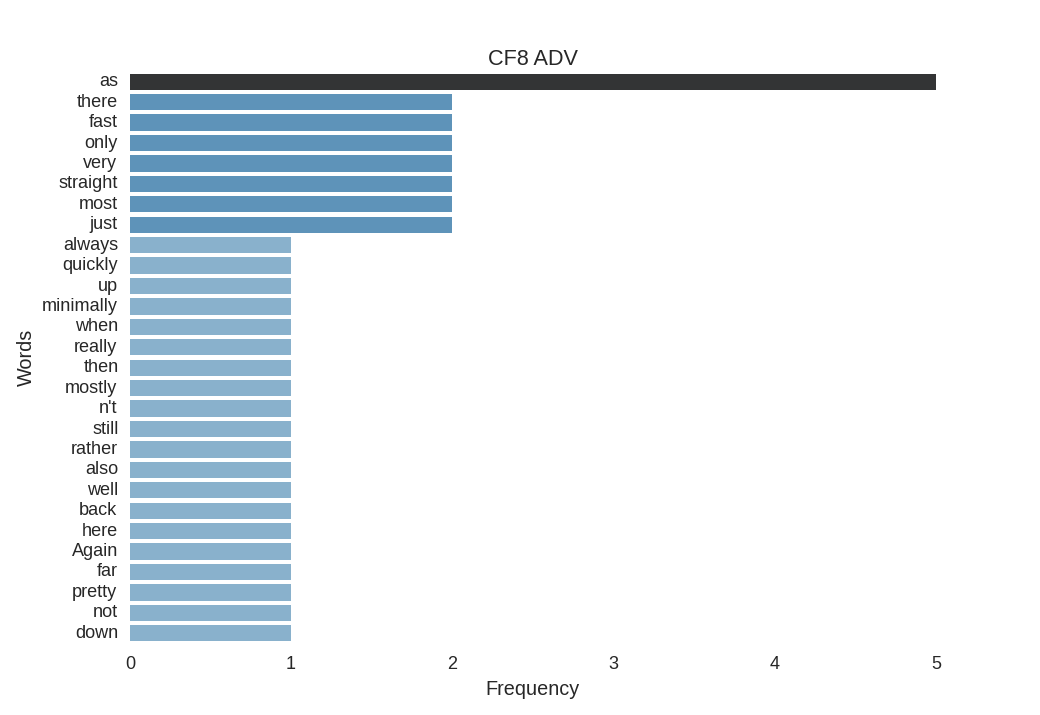 CF8 ADV
as
there
fast
only
very
straight
most
just
always
quickly
up
minimally
when
really
then
mostly
n't
still
rather
also
well
back
here
Again
far
pretty
not
down
Words
0 1 2 3 4 5
Frequency